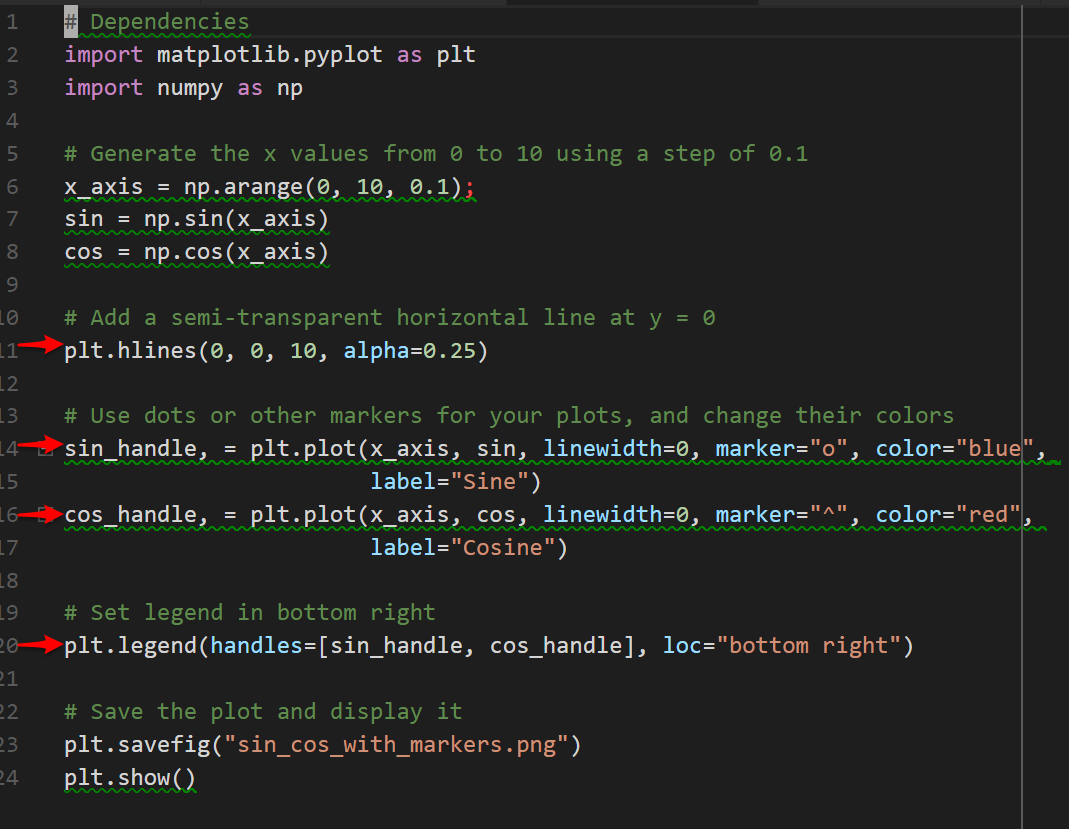 1 # Dependencies
2 import matplotlib.pyplot as plt
3 import numpy as np
4
5 # Generate the x values from 0 to 10 using a step of 0.1
6 x_axis = np.arange(0, 10, 0.1);
7 sin = np.sin(x_axis)
8 cos = np.cos(x_axis)
9
10 # Add a semi-transparent horizontal line at y = 0
11 plt.hlines(0, 0, 10, alpha=0.25)
12
13 # Use dots or other markers for your plots, and change their colors
14 sin_handle, = plt.plot(x_axis, sin, linewidth=0, marker="o", color="blue",
15 label="Sine")
16 cos_handle, = plt.plot(x_axis, cos, linewidth=0, marker="^", color="red",
17 label="Cosine")
18
19 # Set legend in bottom right
20 plt.legend(handles=[sin_handle, cos_handle], loc="bottom right")
21
22 # Save the plot and display it
23 plt.savefig("sin_cos_with_markers.png")
24 plt.show()